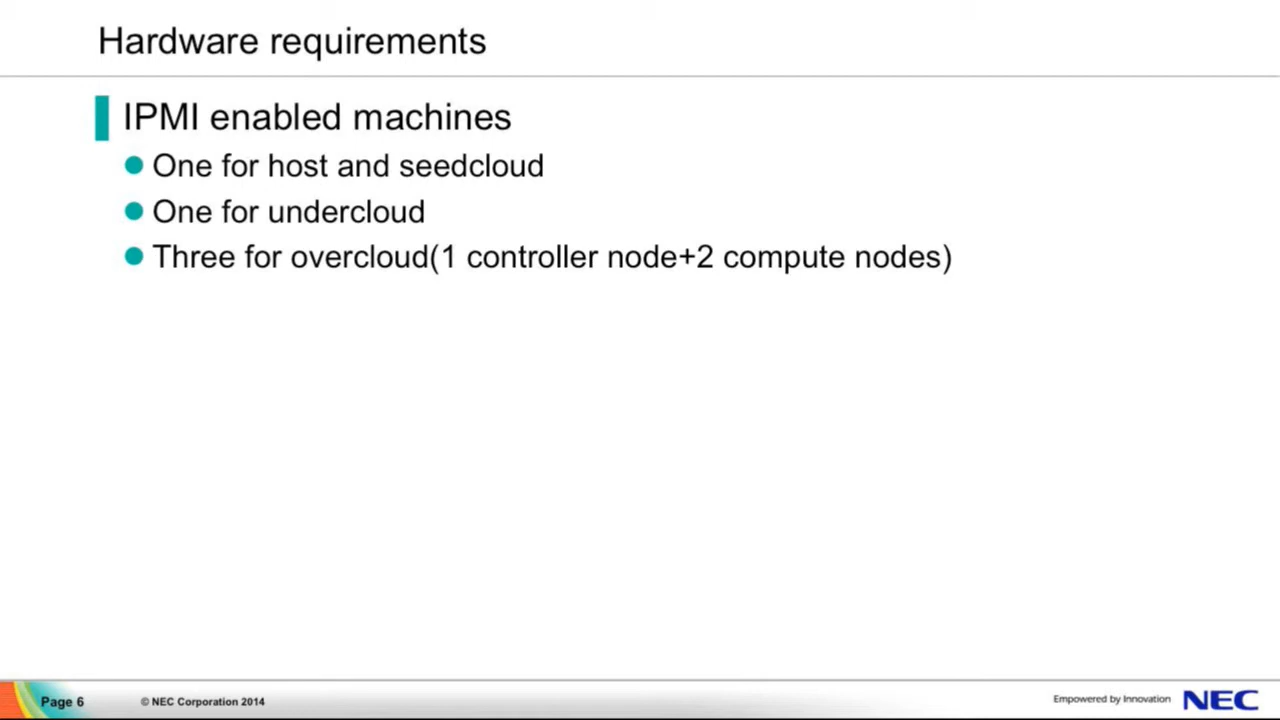 Hardware requirements
IPMI enabled machines
One for host and seedcloud
One for undercloud
Three for overcloud(1 controller node+2 compute nodes)
Page 6
© NEC Corporation 2014
Empowered by Innovation
NEC